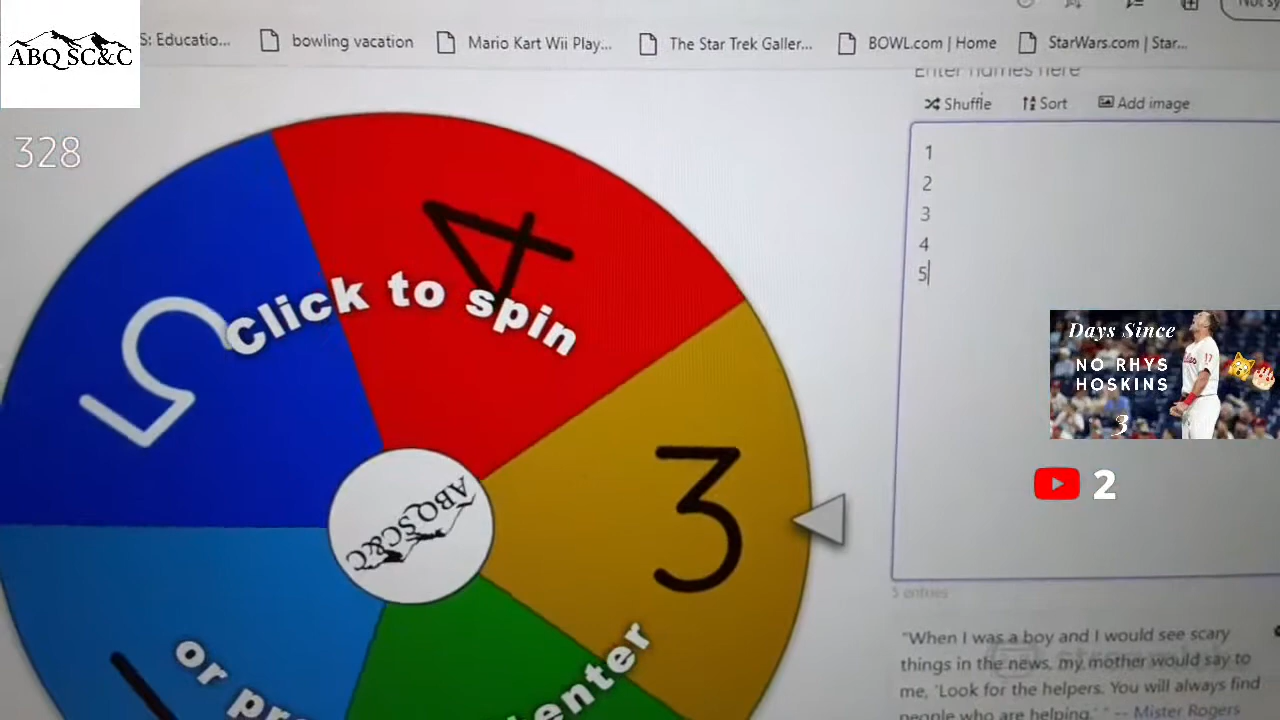 ABQ SC&C
S: Educatio...
bowling vacation
Mario Kart Wii Play...
The Star Trek Galler...
BOWL.com | Home
StarWars.com | Star...
Enter names here
Shuffle
Sort
Add image
328
1
2
3
4
5
4
5
3
Click to spin
ABQ SC&C
or pr
enter
Days Since
NO RHYS
HOSKINS
3
2
5 entries
"When I was a boy and I would see scary
things in the news, my mother would say to
me, 'Look for the helpers. You will always find
people who are helping.' " -- Mister Rogers